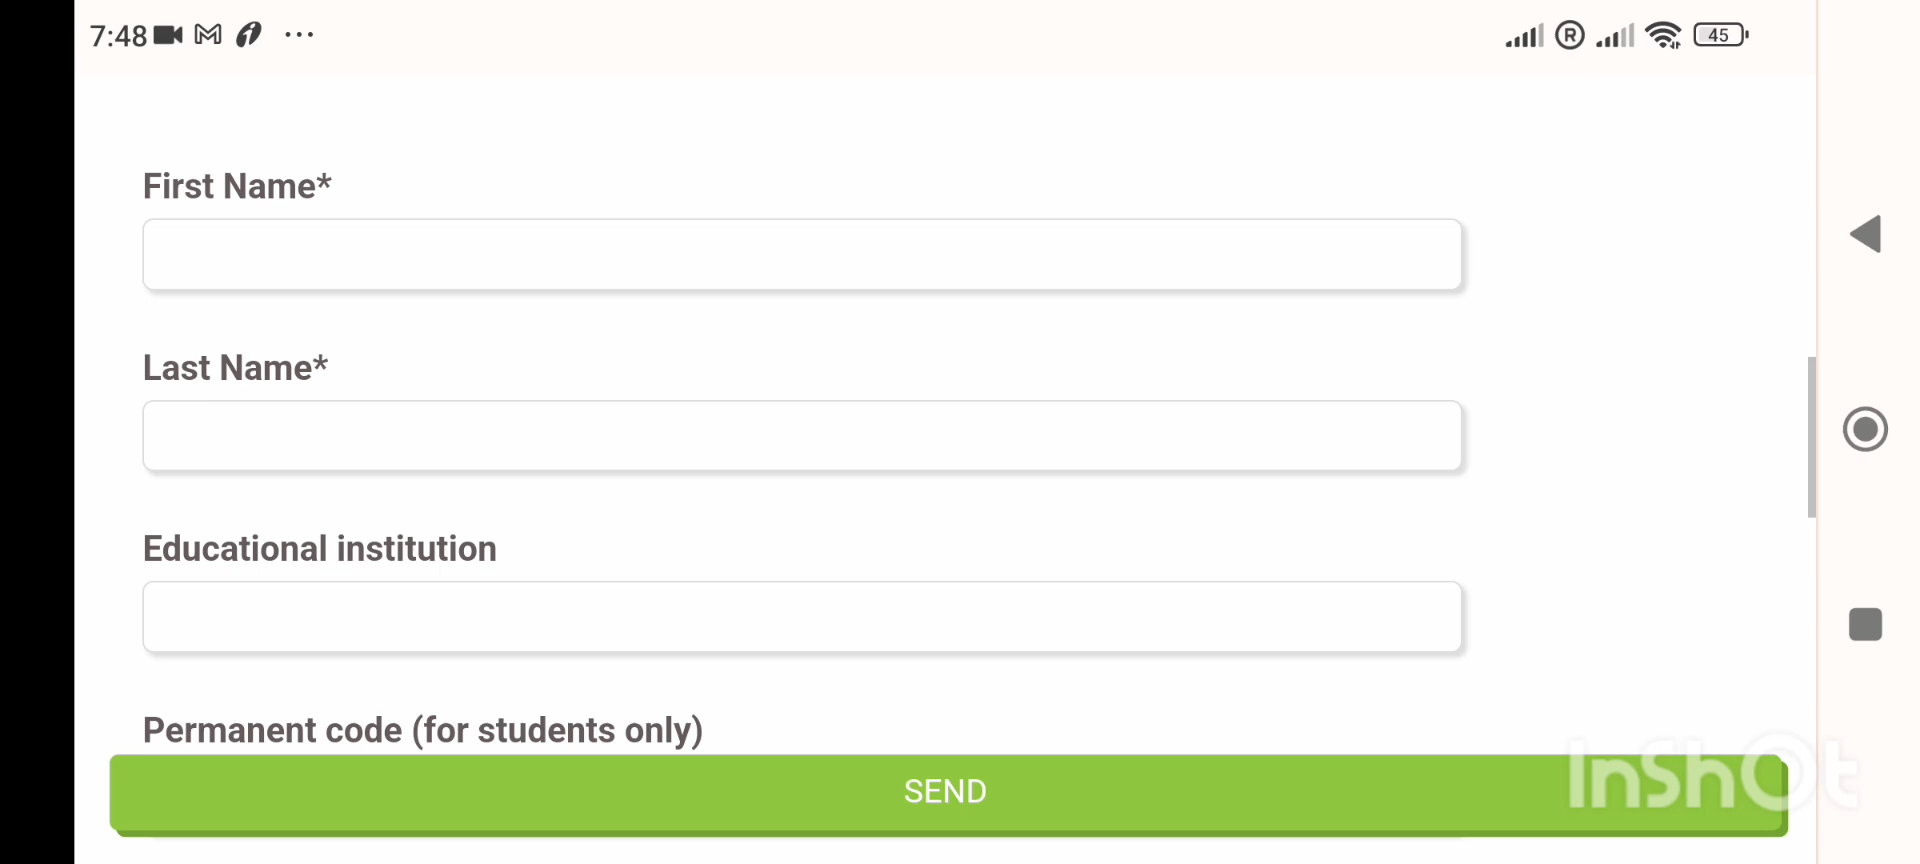 7:48
R
45
First Name*
Last Name*
Educational institution
Permanent code (for students only)
SEND
InShOt